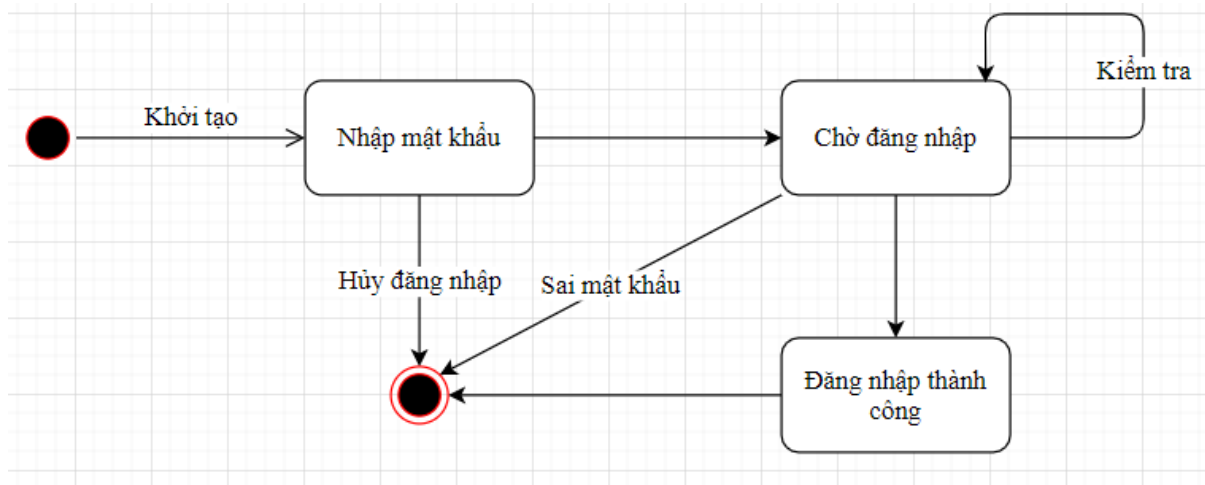 Kiểm tra
Khởi tạo
Nhập mật khẩu
Chờ đăng nhập
Hủy đăng nhập
Sai mật khẩu
Đăng nhập thành
công